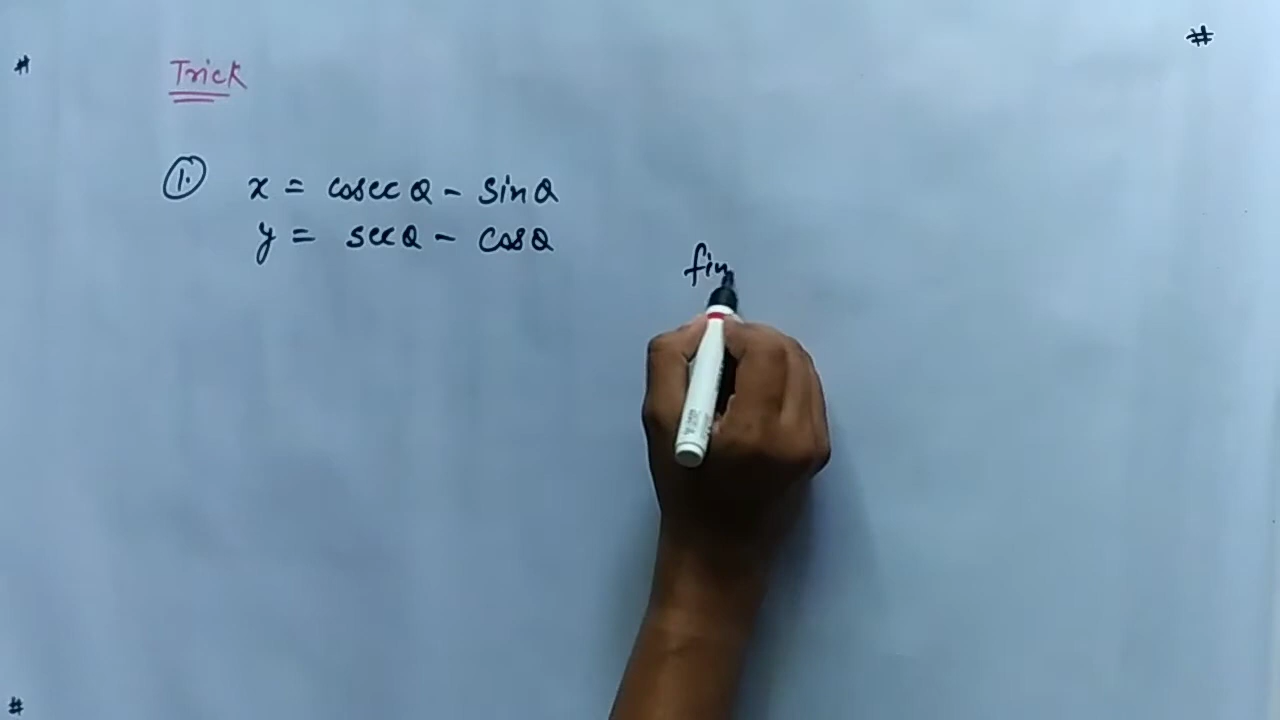 #
#
Trick
1. x = cosec θ - sin θ
y = sec θ - cos θ
fin
#